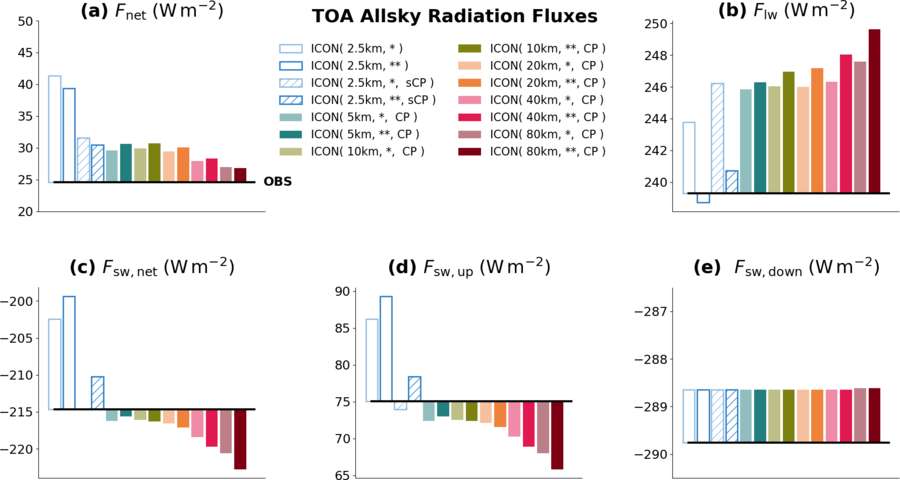 TOA Allsky Radiation Fluxes
(a) F_net (W m−2)
50
45
40
35
30
25
20
OBS
ICON( 2.5km, * )
ICON( 2.5km, ** )
ICON( 2.5km, *, sCP )
ICON( 2.5km, **, sCP )
ICON( 5km, *, CP )
ICON( 5km, **, CP )
ICON( 10km, *, CP )
ICON( 10km, **, CP )
ICON( 20km, *, CP )
ICON( 20km, **, CP )
ICON( 40km, *, CP )
ICON( 40km, **, CP )
ICON( 80km, *, CP )
ICON( 80km, **, CP )
(b) F_lw (W m−2)
250
248
246
244
242
240
(c) F_sw, net (W m−2)
−200
−205
−210
−215
−220
(d) F_sw, up (W m−2)
90
85
80
75
70
65
(e) F_sw, down (W m−2)
−287
−288
−289
−290